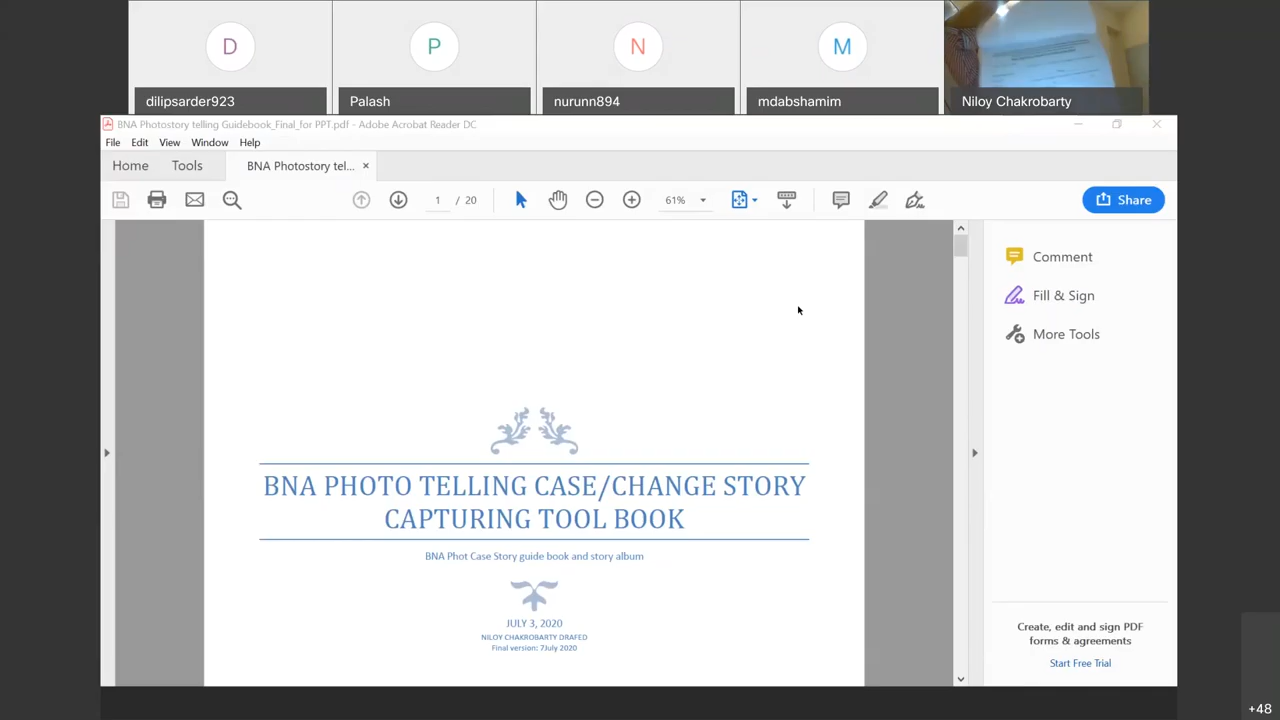 D
P
N
M
dilipsarder923
Palash
nurunn894
mdabshamim
Niloy Chakrobarty
BNA Photostory telling Guidebook_Final_for PPT.pdf - Adobe Acrobat Reader DC
File Edit View Window Help
Home Tools BNA Photostory tel... ×
1 / 20 61% Share
Comment
Fill & Sign
More Tools
BNA PHOTO TELLING CASE/CHANGE STORY
CAPTURING TOOL BOOK
BNA Phot Case Story guide book and story album
JULY 3, 2020
NILOY CHAKROBARTY DRAFED
Final version: 7July 2020
Create, edit and sign PDF
forms & agreements
Start Free Trial
+48